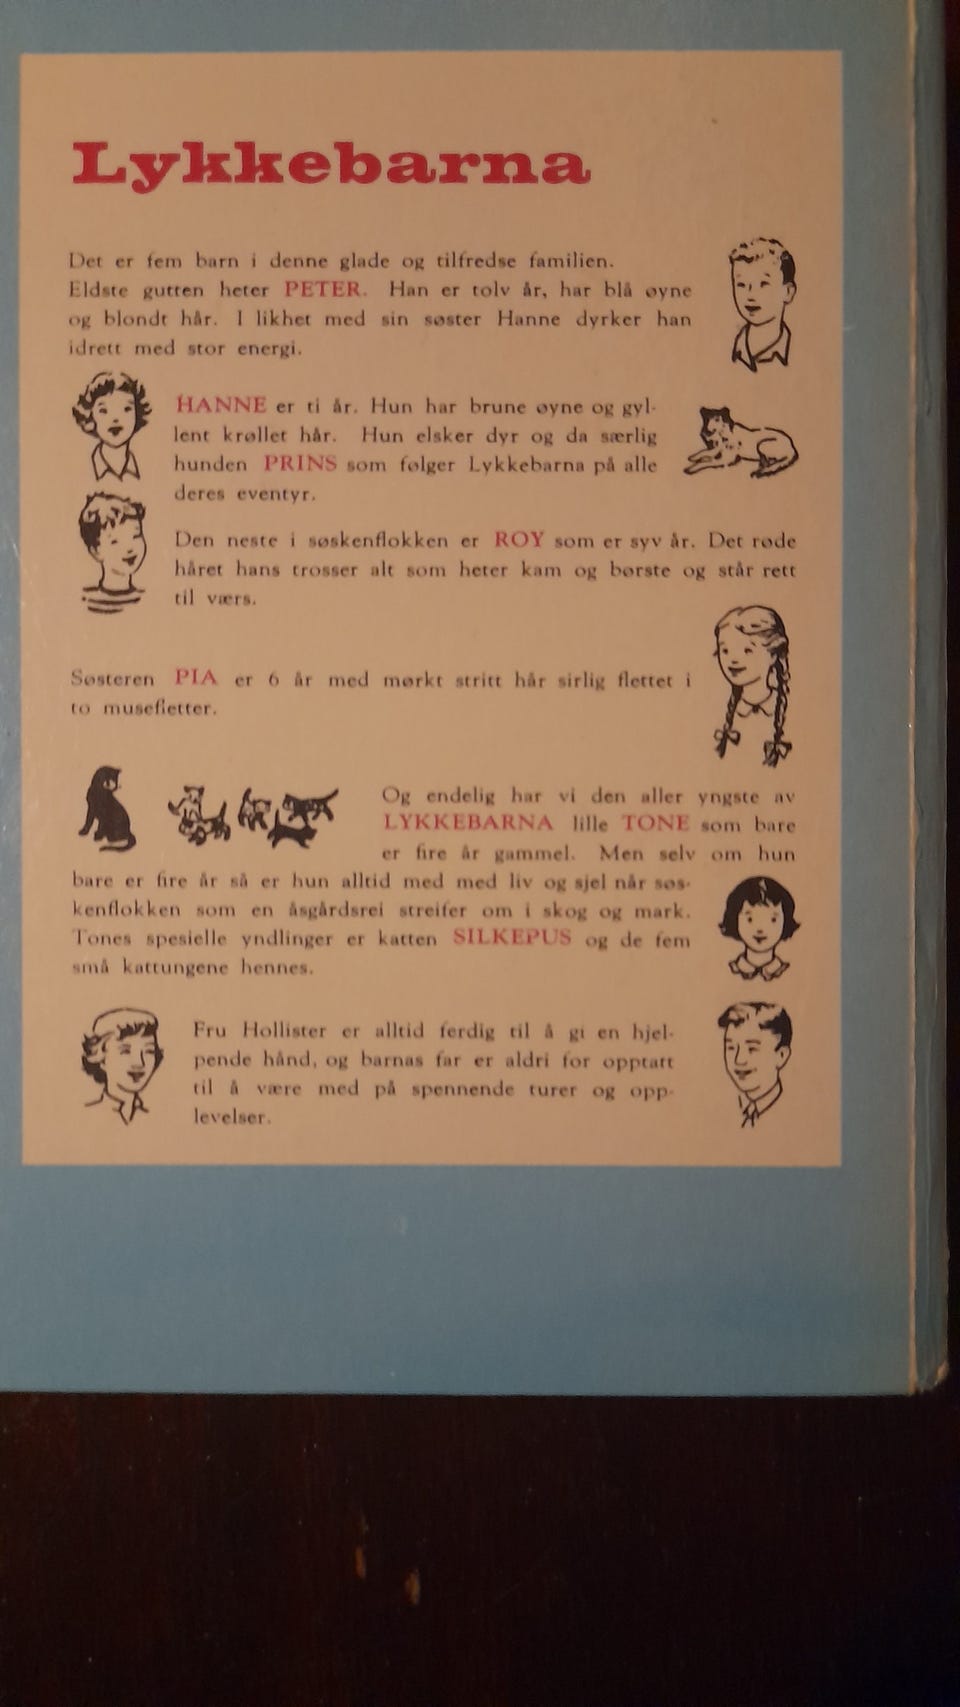 Lykkebarna
Det er fem barn i denne glade og tilfredse familien.
Eldste gutten heter PETER. Han er tolv år, har blå øyne
og blondt hår. I likhet med sin søster Hanne dyrker han
idrett med stor energi.
HANNE er ti år. Hun har brune øyne og gyl-
lent krøllet hår. Hun elsker dyr og da særlig
hunden PRINS som følger Lykkebarna på alle
deres eventyr.
Den neste i søskenflokken er ROY som er syv år. Det røde
håret hans trosser alt som heter kam og børste og står rett
til værs.
Søsteren PIA er 6 år med mørkt stritt hår sirlig flettet i
to musefletter.
Og endelig har vi den aller yngste av
LYKKEBARNA lille TONE som bare
er fire år gammel. Men selv om hun
bare er fire år så er hun alltid med med liv og sjel når søs-
kenflokken som en åsgårdsrei streifer om i skog og mark.
Tones spesielle yndlinger er katten SILKEPUS og de fem
små kattungene hennes.
Fru Hollister er alltid ferdig til å gi en hjel-
pende hånd, og barnas far er aldri for opptatt
til å være med på spennende turer og opp-
levelser.